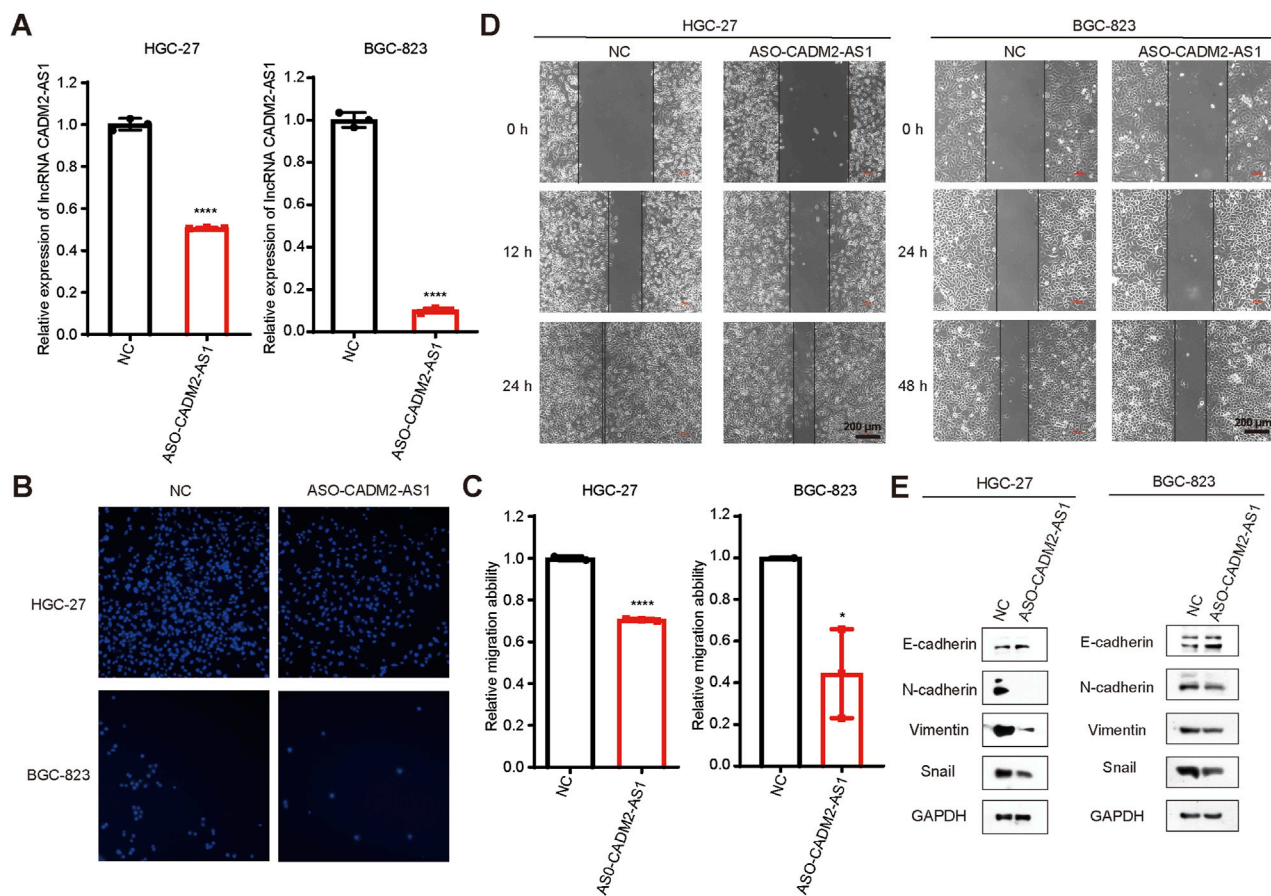 A
HGC-27
BGC-823
Relative expression of lncRNA CADM2-AS1
1.2
1.0
0.8
0.6
0.4
0.2
0.0
****
NC
ASO-CADM2-AS1
Relative expression of lncRNA CADM2-AS1
1.2
1.0
0.8
0.6
0.4
0.2
0.0
****
NC
ASO-CADM2-AS1
B
NC
ASO-CADM2-AS1
HGC-27
BGC-823
C
HGC-27
BGC-823
Relative migration abbility
1.2
1.0
0.8
0.6
0.4
0.2
0.0
****
NC
AS0-CADM2-AS1
Relative migration abbility
1.2
1.0
0.8
0.6
0.4
0.2
0.0
*
NC
ASO-CADM2-AS1
D
HGC-27
BGC-823
NC
ASO-CADM2-AS1
NC
ASO-CADM2-AS1
0 h
12 h
24 h
200 µm
0 h
24 h
48 h
200 µm
E
HGC-27
BGC-823
NC
ASO-CADM2-AS1
E-cadherin
N-cadherin
Vimentin
Snail
GAPDH
NC
ASO-CADM2-AS1
E-cadherin
N-cadherin
Vimentin
Snail
GAPDH